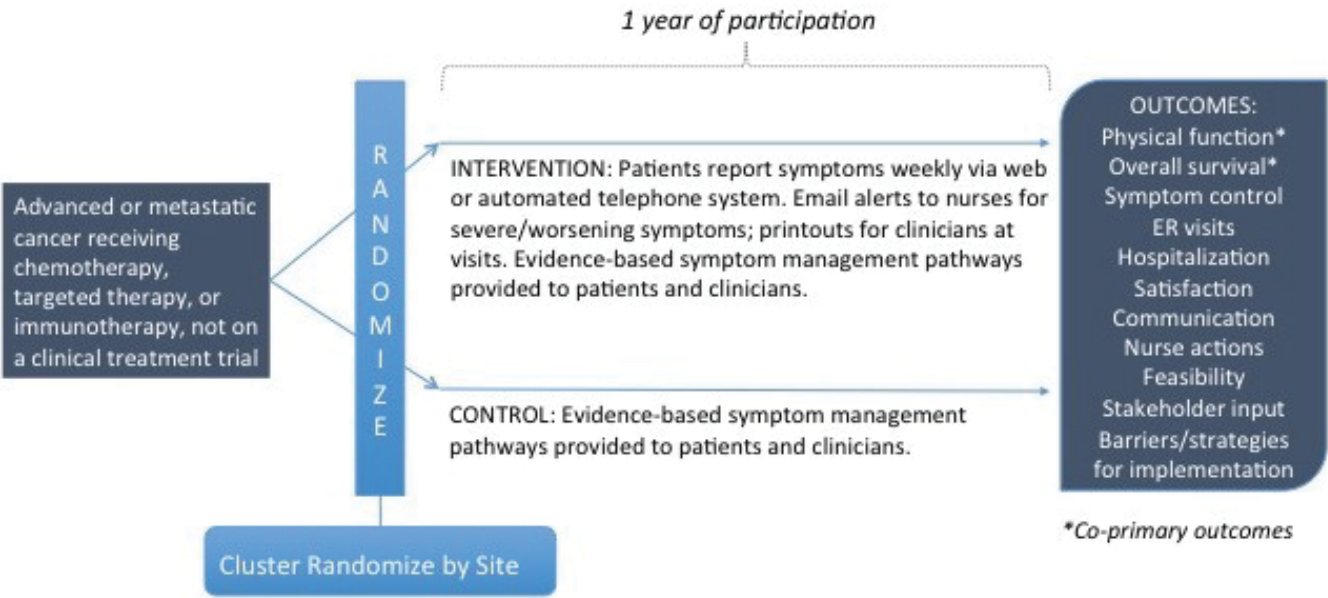 1 year of participation
Advanced or metastatic
cancer receiving
chemotherapy,
targeted therapy, or
immunotherapy, not on
a clinical treatment trial
RANDOMIZE
INTERVENTION: Patients report symptoms weekly via web
or automated telephone system. Email alerts to nurses for
severe/worsening symptoms; printouts for clinicians at
visits. Evidence-based symptom management pathways
provided to patients and clinicians.
CONTROL: Evidence-based symptom management
pathways provided to patients and clinicians.
OUTCOMES:
Physical function*
Overall survival*
Symptom control
ER visits
Hospitalization
Satisfaction
Communication
Nurse actions
Feasibility
Stakeholder input
Barriers/strategies
for implementation
*Co-primary outcomes
Cluster Randomize by Site